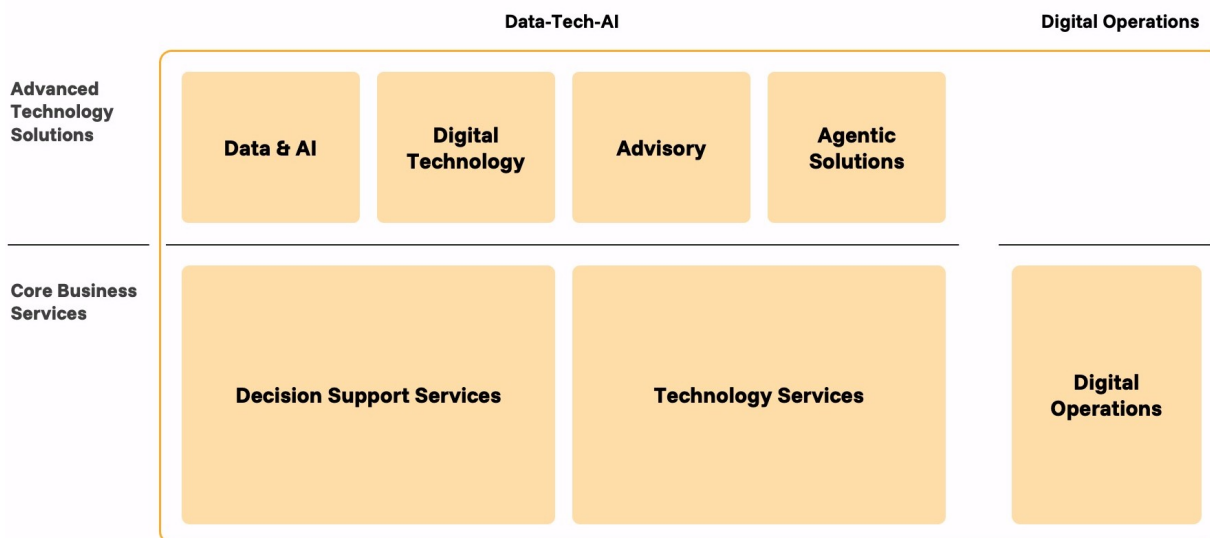 Data-Tech-AI
Digital Operations
Advanced
Technology
Solutions
Data & AI
Digital
Technology
Advisory
Agentic
Solutions
Core Business
Services
Decision Support Services
Technology Services
Digital
Operations